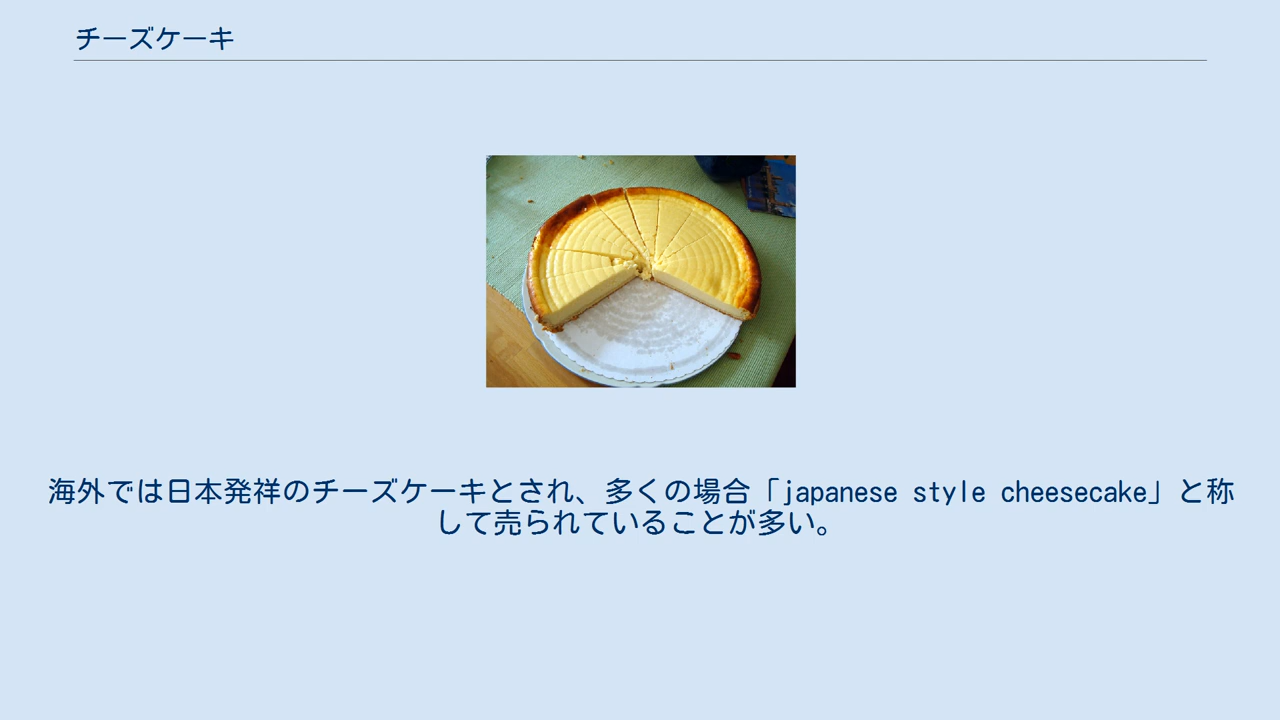 チーズケーキ
海外では日本発祥のチーズケーキとされ、多くの場合「japanese style cheesecake」と称
して売られていることが多い。